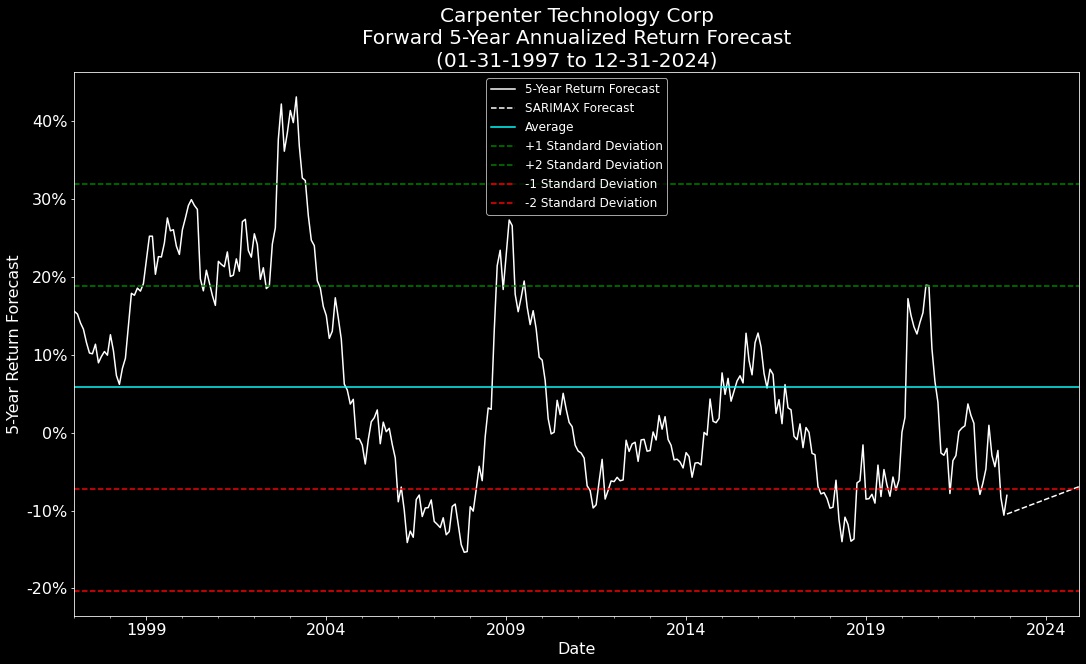 Carpenter Technology Corp
Forward 5-Year Annualized Return Forecast
(01-31-1997 to 12-31-2024)
5-Year Return Forecast
SARIMAX Forecast
Average
+1 Standard Deviation
+2 Standard Deviation
-1 Standard Deviation
-2 Standard Deviation
5-Year Return Forecast
40%
30%
20%
10%
0%
-10%
-20%
1999 2004 2009 2014 2019 2024
Date